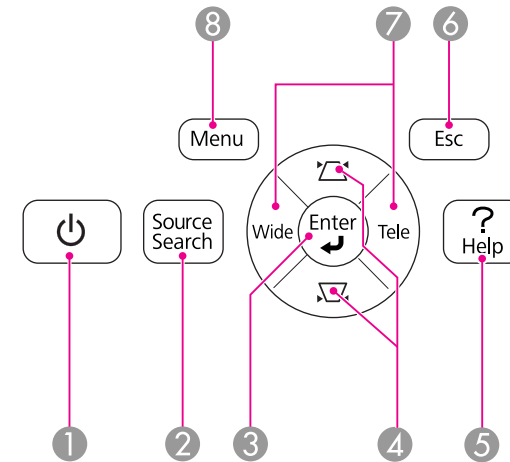 8 7 6
Menu
Esc
Source
Search
Wide
Enter
Tele
?
Help
1 2 3 4 5